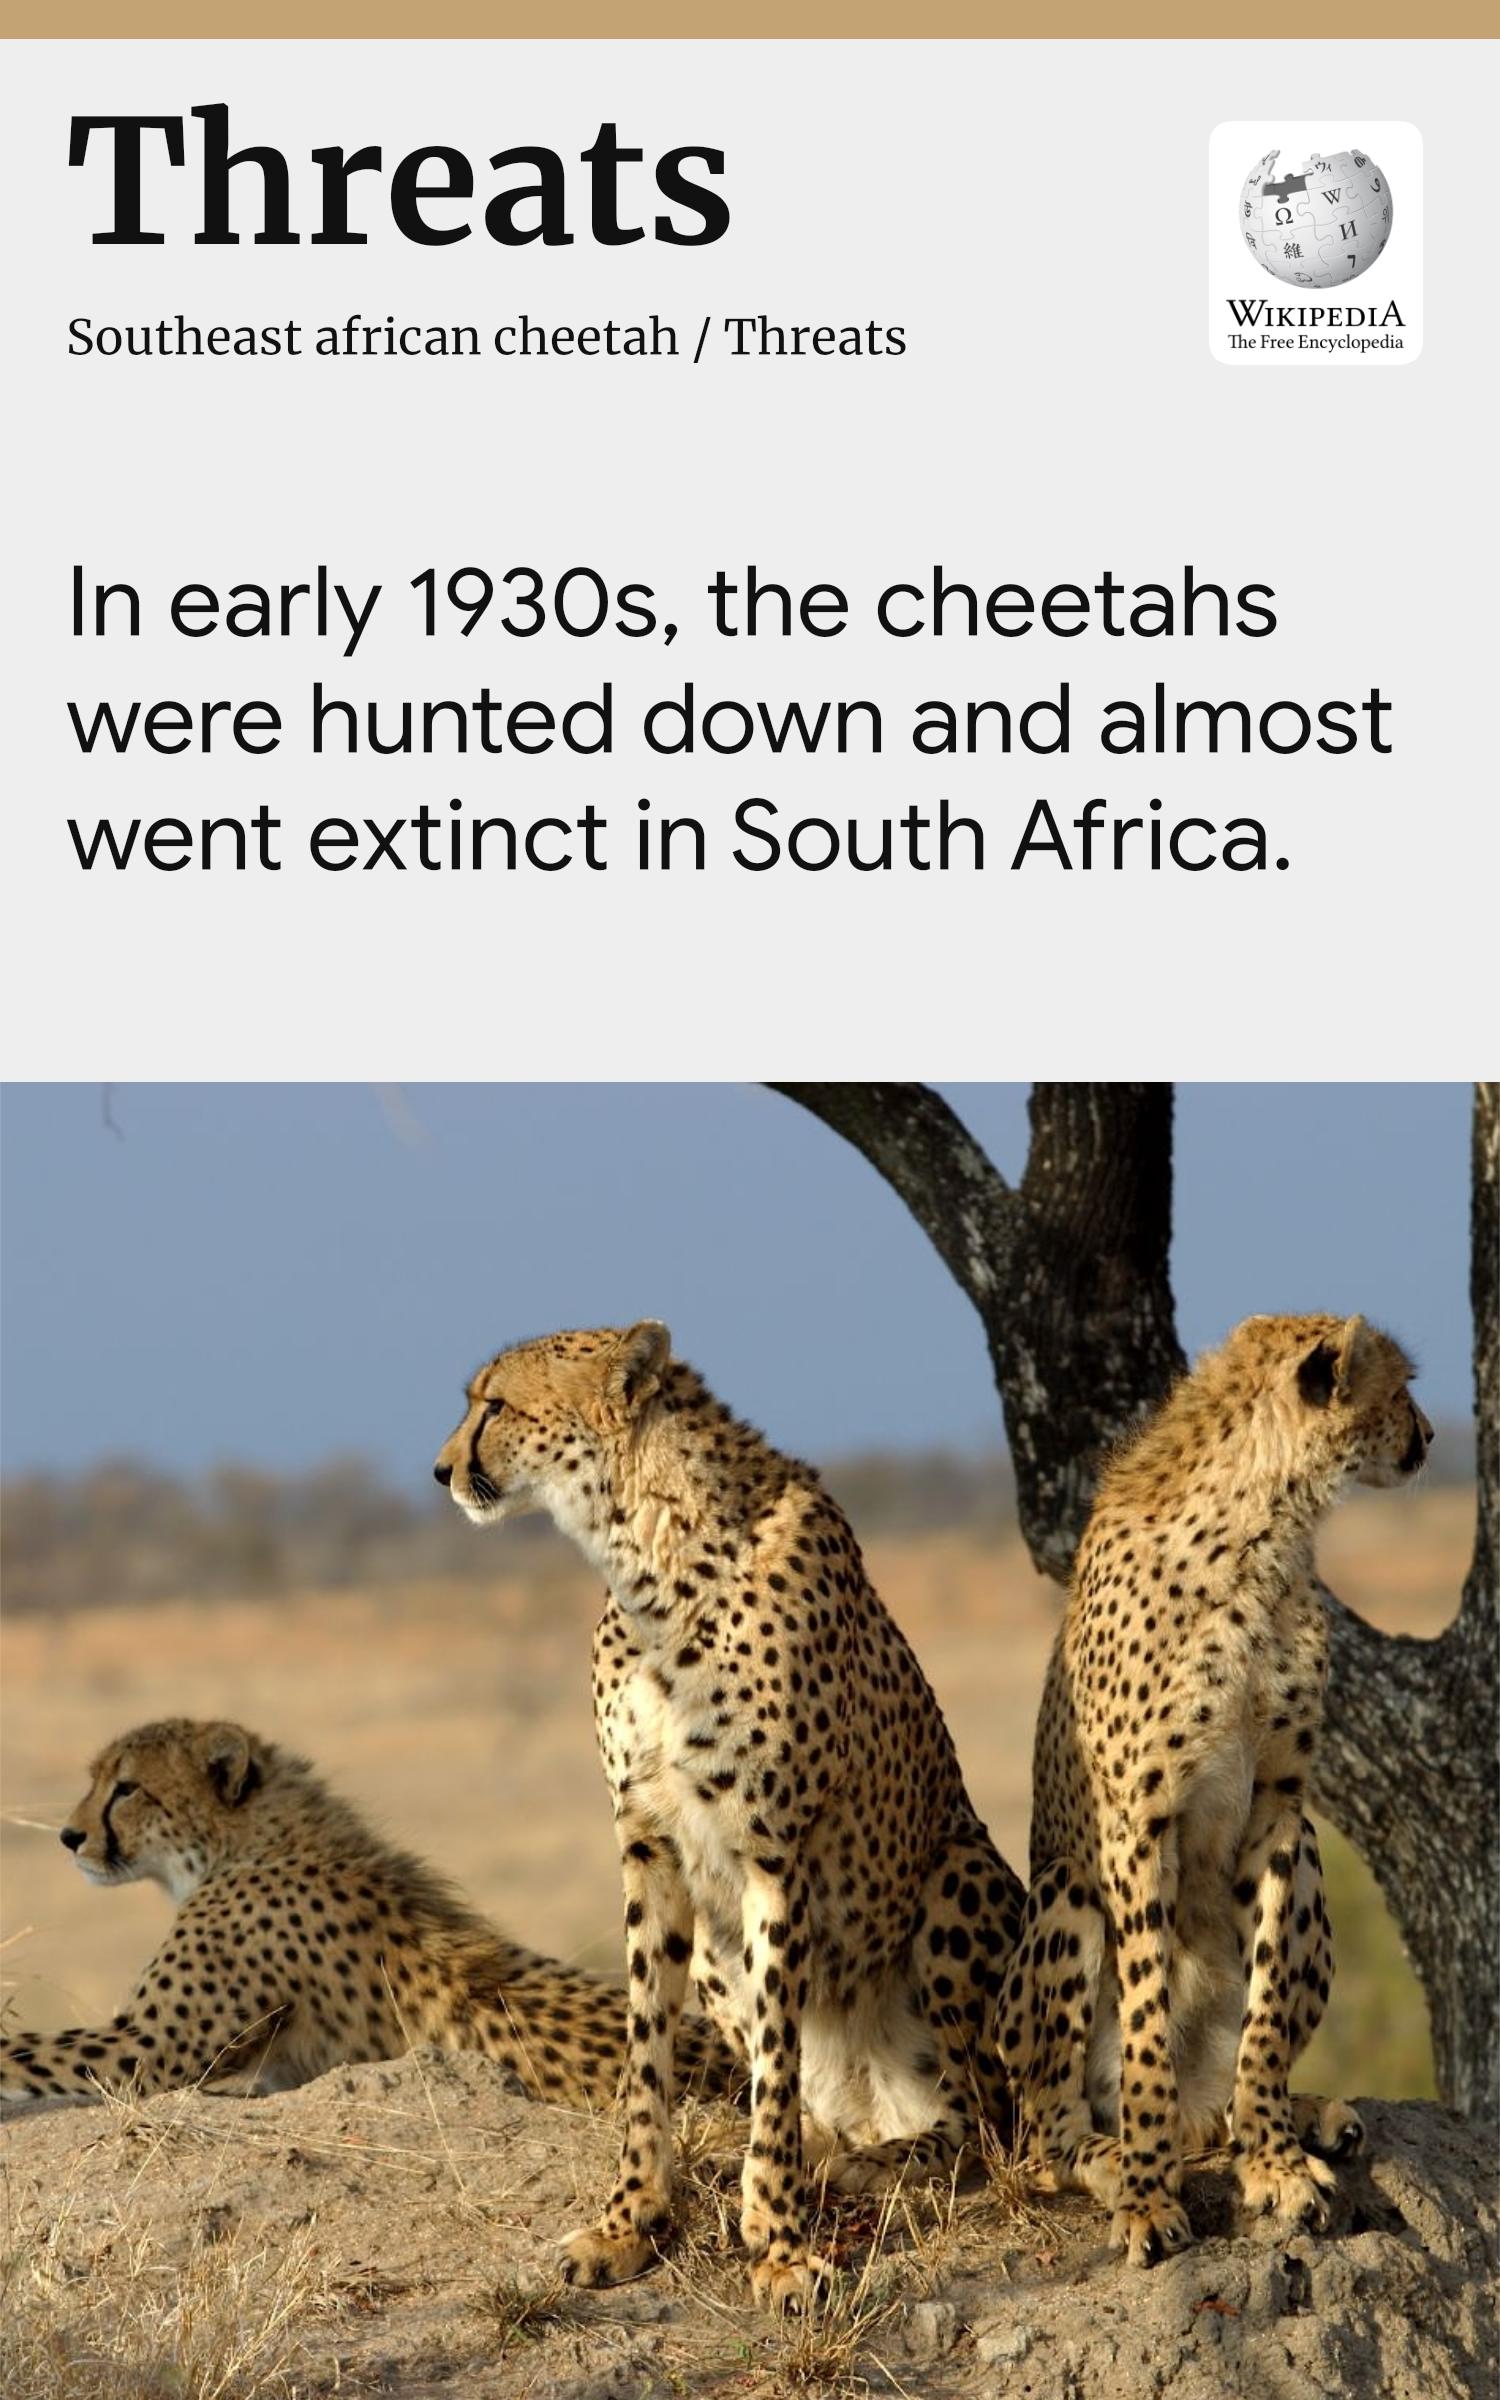 Threats
Southeast african cheetah / Threats
WIKIPEDIA
The Free Encyclopedia
In early 1930s, the cheetahs
were hunted down and almost
went extinct in South Africa.